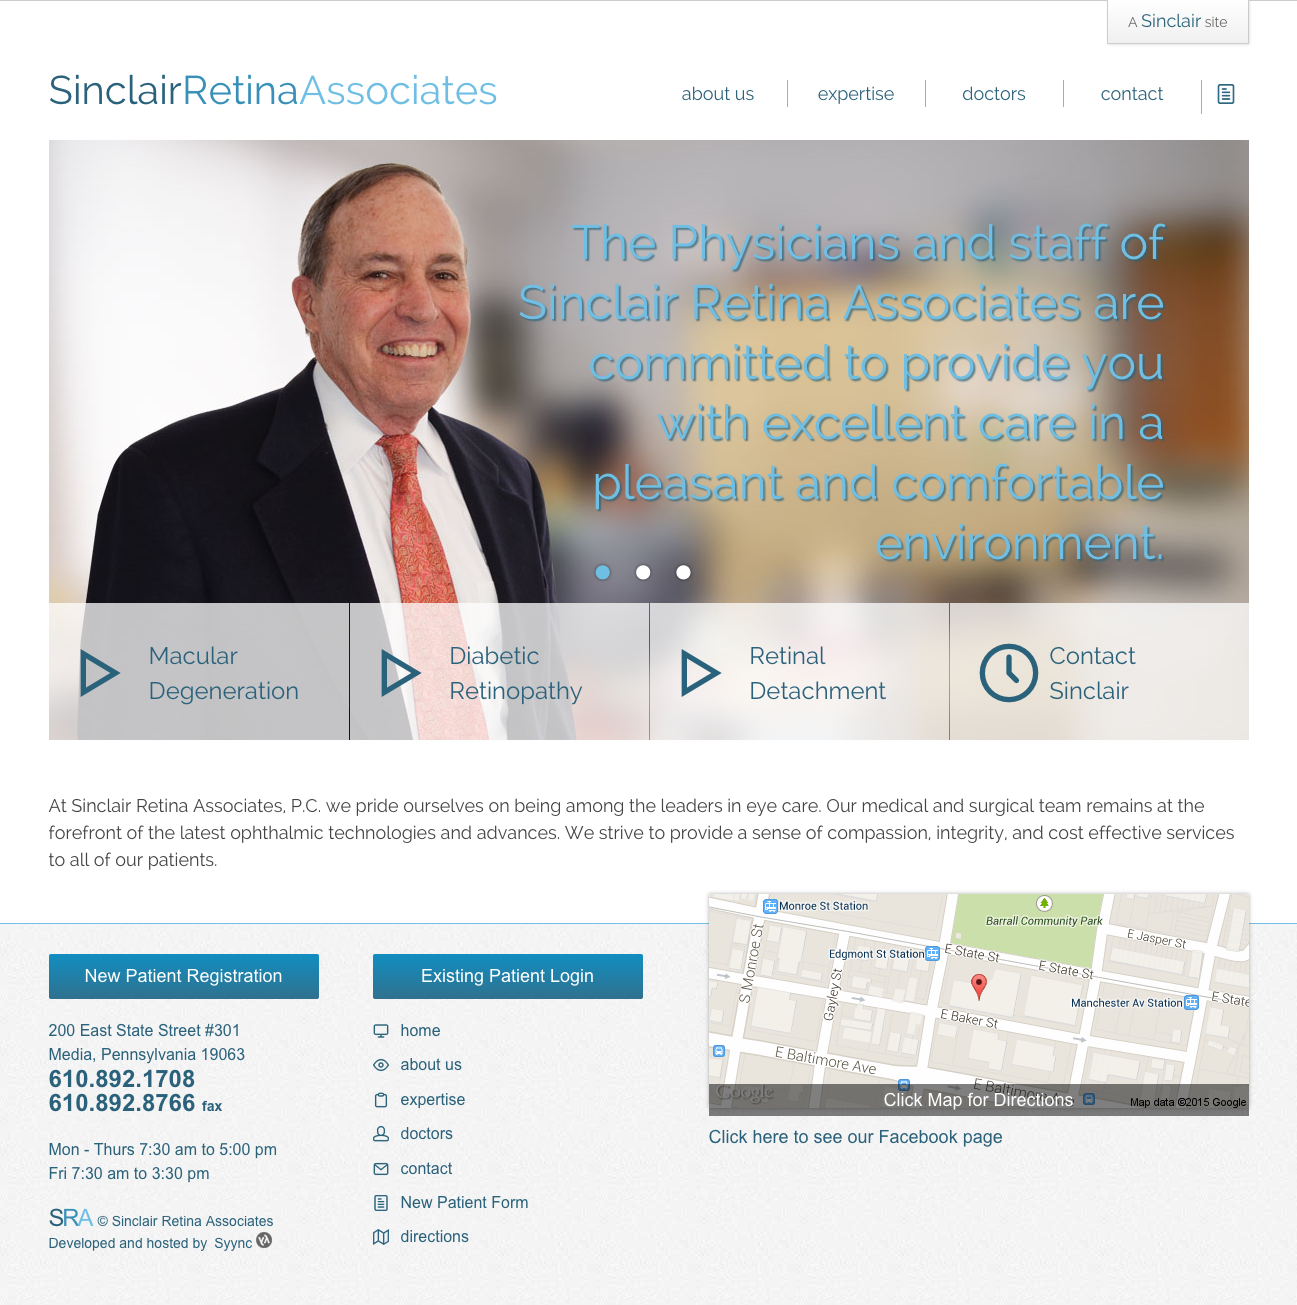 A Sinclair site
SinclairRetinaAssociates
about us
expertise
doctors
contact
The Physicians and staff of
Sinclair Retina Associates are
committed to provide you
with excellent care in a
pleasant and comfortable
environment.
Macular
Degeneration
Diabetic
Retinopathy
Retinal
Detachment
Contact
Sinclair
At Sinclair Retina Associates, P.C. we pride ourselves on being among the leaders in eye care. Our medical and surgical team remains at the
forefront of the latest ophthalmic technologies and advances. We strive to provide a sense of compassion, integrity, and cost effective services
to all of our patients.
New Patient Registration
200 East State Street #301
Media, Pennsylvania 19063
610.892.1708
610.892.8766 fax
Mon - Thurs 7:30 am to 5:00 pm
Fri 7:30 am to 3:30 pm
SRA © Sinclair Retina Associates
Developed and hosted by Syync
Existing Patient Login
home
about us
expertise
doctors
contact
New Patient Form
directions
Monroe St Station
Barrall Community Park
E Jasper St
S Monroe St
Edgmont St Station
E State St
E State St
Gayley St
Manchester Av Station
E State
E Baker St
E Baltimore Ave
E Baltimore
Google
Click Map for Directions
Map data ©2015 Google
Click here to see our Facebook page